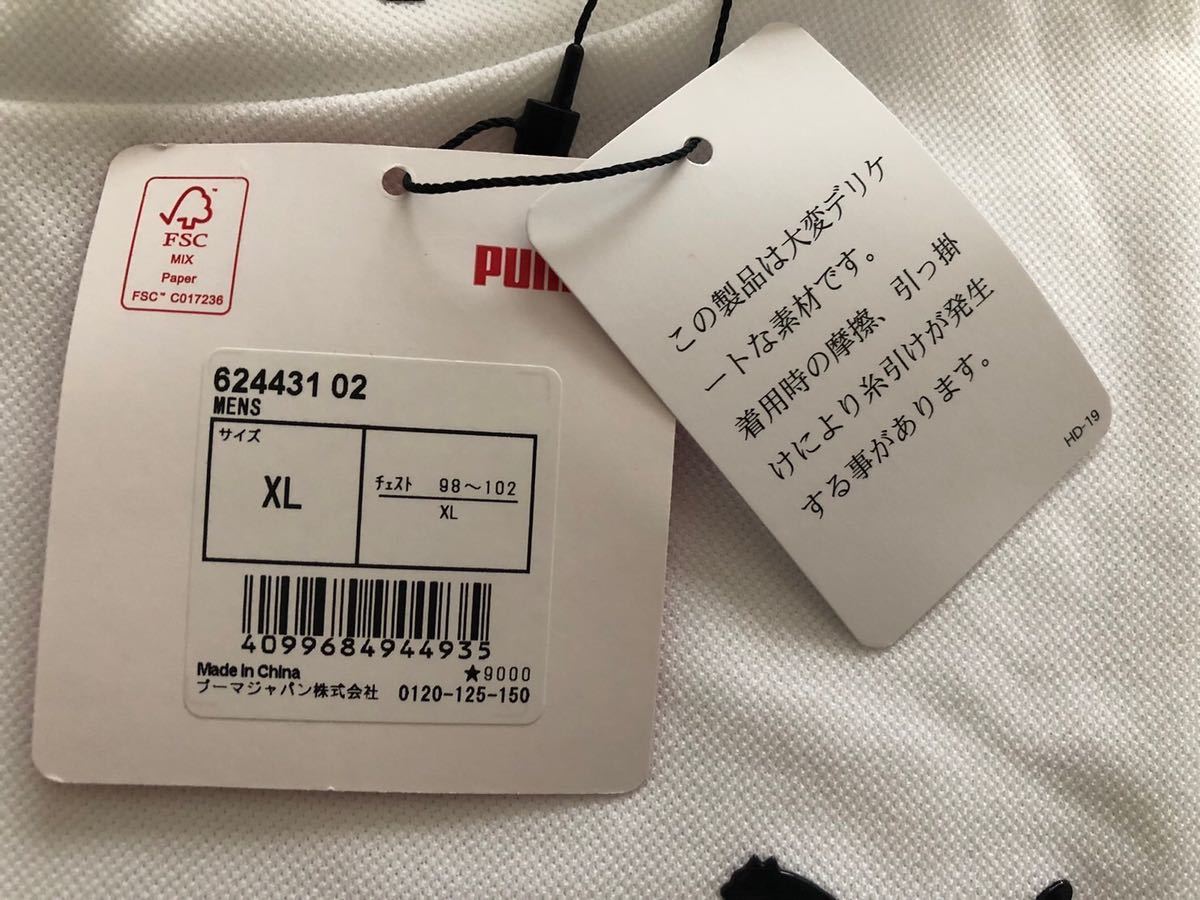 FSC™
MIX
Paper
FSC™ C017236
624431 02
MENS
サイズ
XL
チェスト 98～102
XL
4099684944935
Made in China
★9000
プーマジャパン株式会社 0120-125-150
この製品は大変デリケ
ートな素材です。
着用時の摩擦、引っ掛
けにより糸引けが発生
する事があります。
HD-19